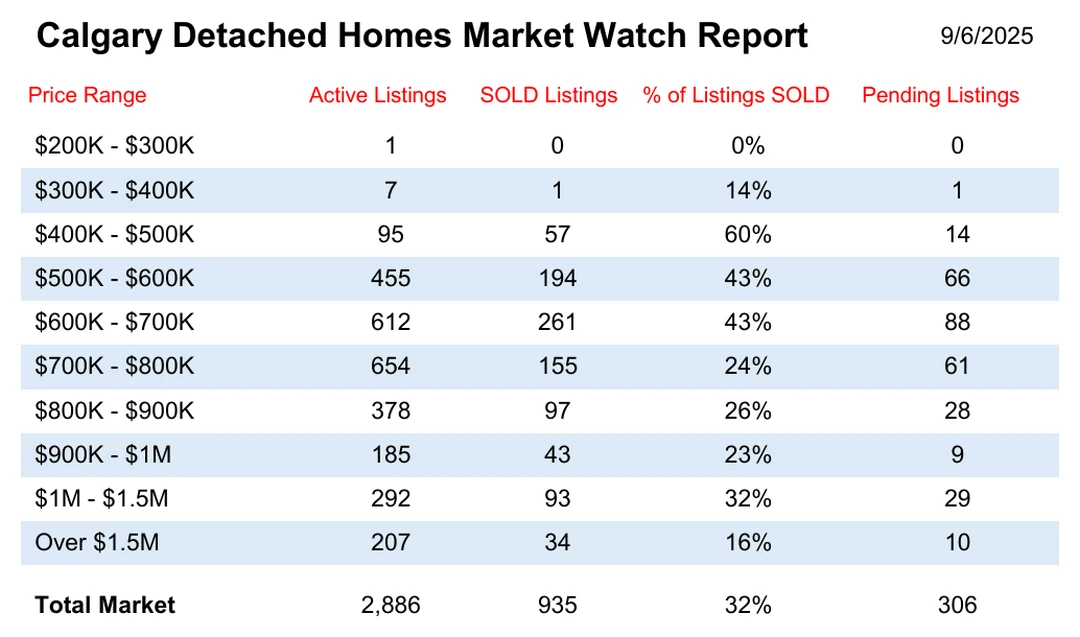 Calgary Detached Homes Market Watch Report 9/6/2025
Price Range Active Listings SOLD Listings % of Listings SOLD Pending Listings
$200K - $300K 1 0 0% 0
$300K - $400K 7 1 14% 1
$400K - $500K 95 57 60% 14
$500K - $600K 455 194 43% 66
$600K - $700K 612 261 43% 88
$700K - $800K 654 155 24% 61
$800K - $900K 378 97 26% 28
$900K - $1M 185 43 23% 9
$1M - $1.5M 292 93 32% 29
Over $1.5M 207 34 16% 10
Total Market 2,886 935 32% 306